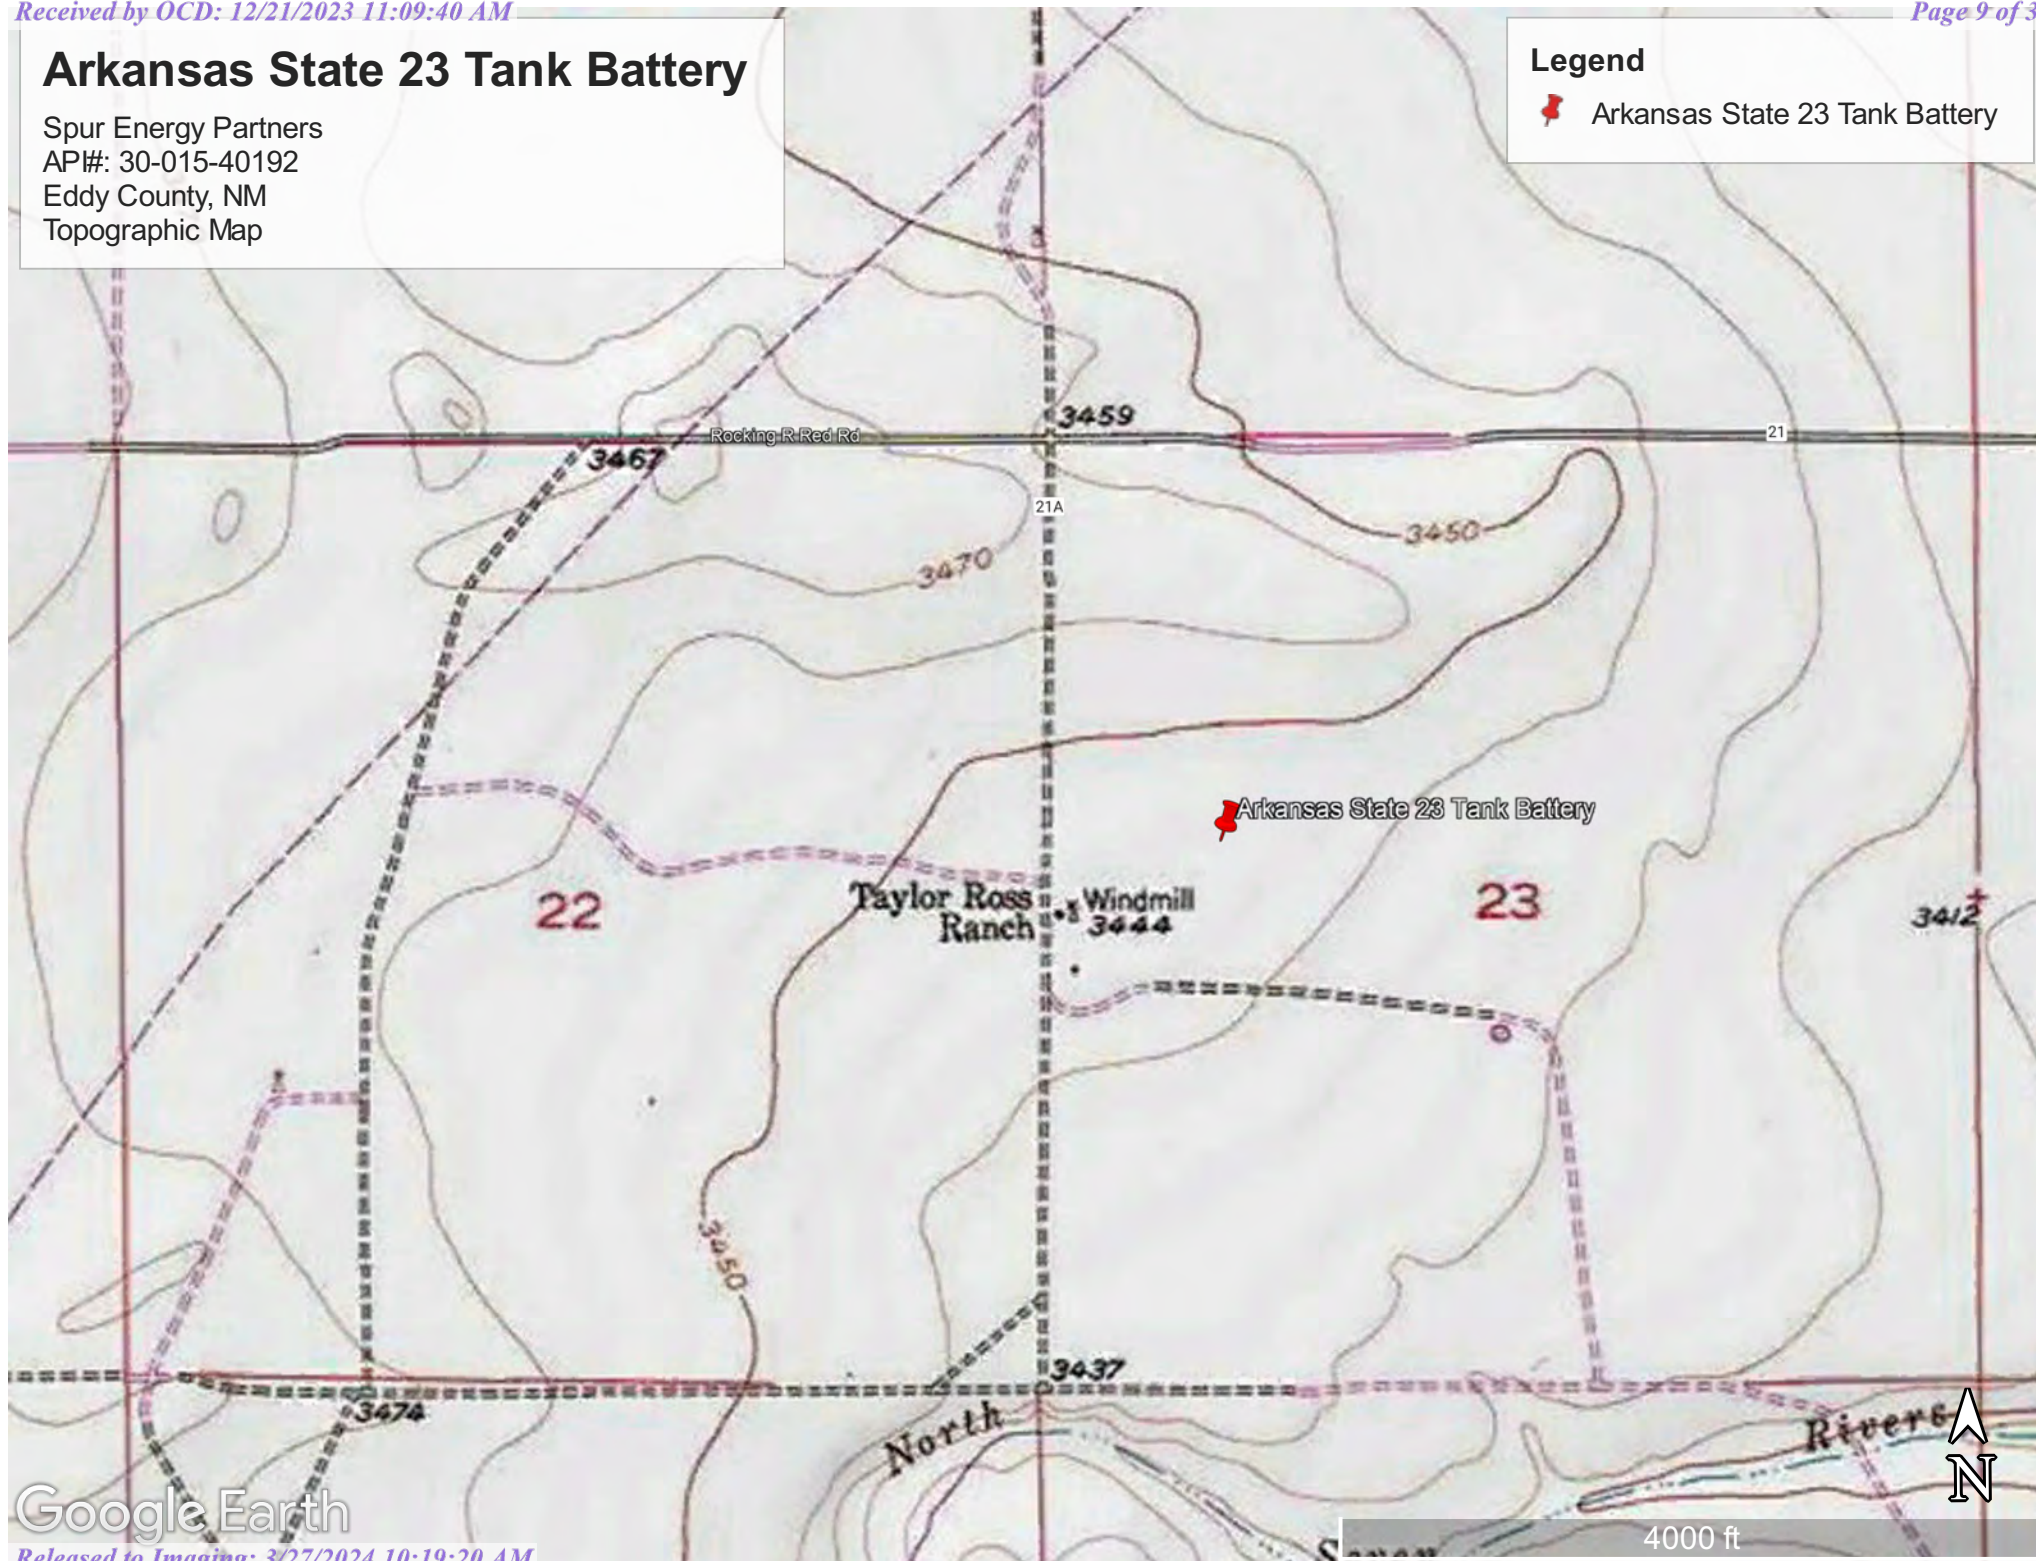 Received by OCD: 12/21/2023 11:09:40 AM
Page 9 of 3
Arkansas State 23 Tank Battery
Spur Energy Partners
API#: 30-015-40192
Eddy County, NM
Topographic Map
Legend
Arkansas State 23 Tank Battery
3459
Rocking R Red Rd
21
3467
21A
3450
3470
Arkansas State 23 Tank Battery
22
Taylor Ross
Ranch
Windmill
3444
23
3412
3450
3437
3474
North
Rivers
N
Google Earth
4000 ft
Released to Imaging: 3/27/2024 10:19:20 AM